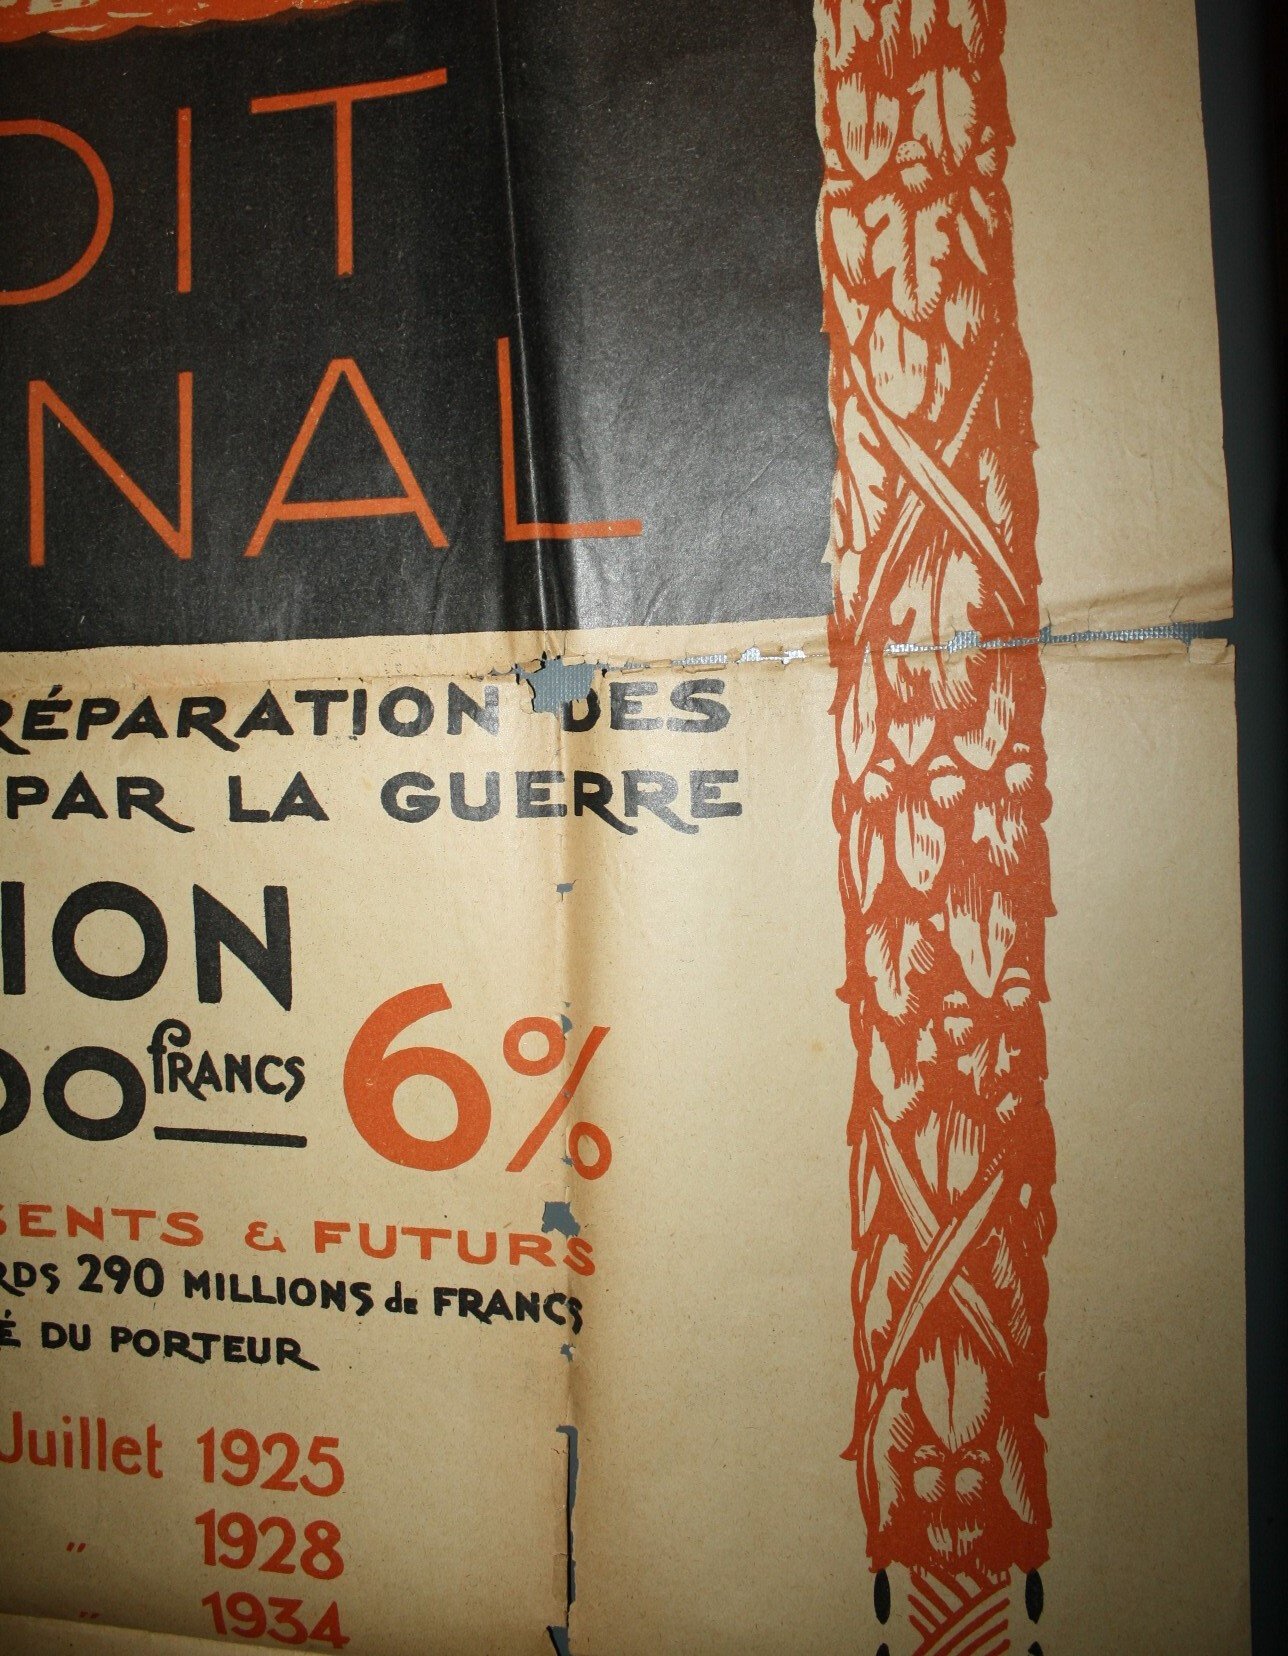 OIT
NAL
RÉPARATION DES
PAR LA GUERRE
ION
00 FRANCS 6%
SENTS & FUTURS
RDS 290 MILLIONS de FRANCS
É DU PORTEUR
Juillet 1925
" 1928
" 1934